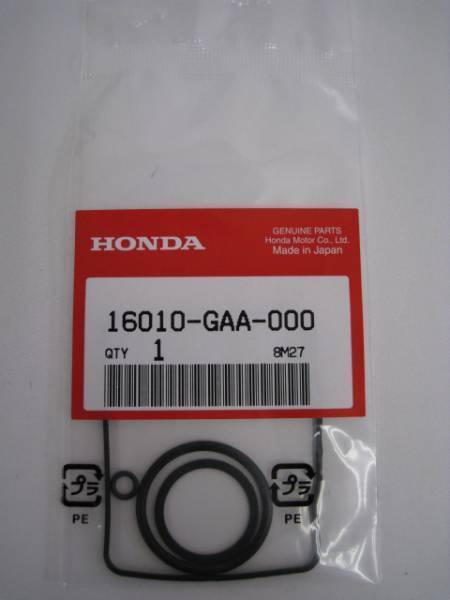 HONDA
GENUINE PARTS
Honda Motor Co., Ltd.
Made in Japan
16010-GAA-000
QTY 1 8M27
プラ プラ
PE PE